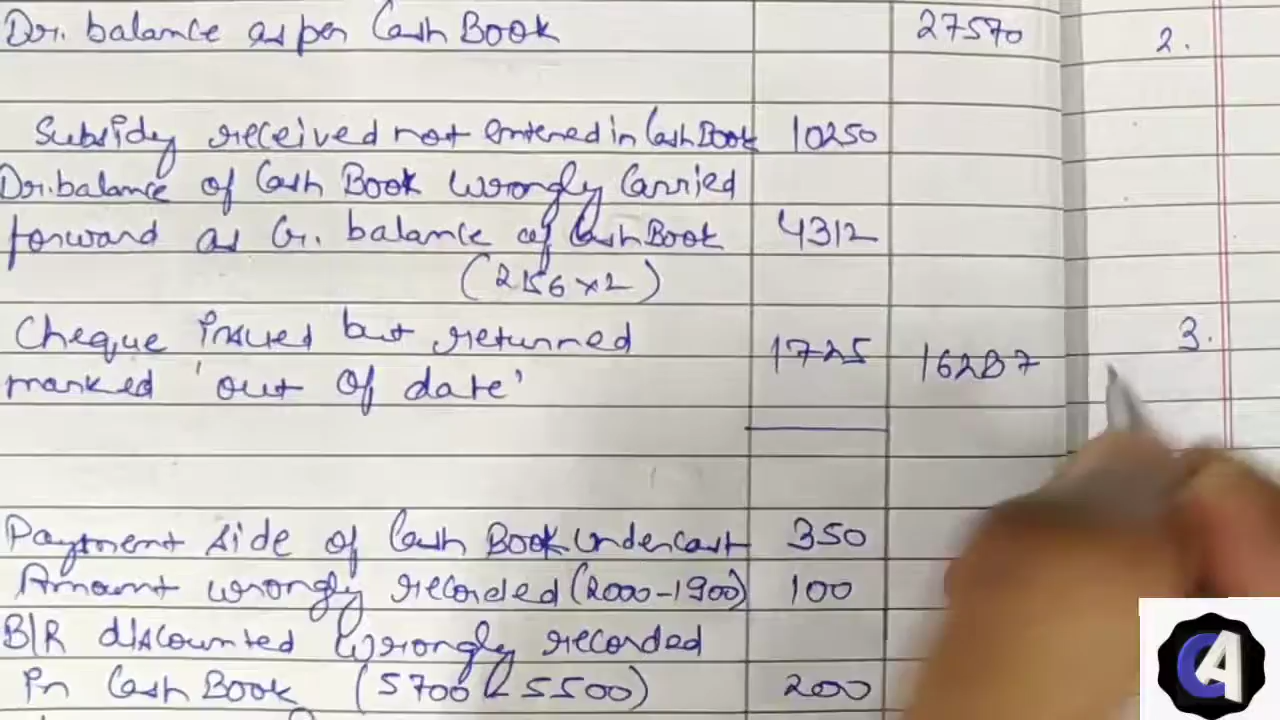 Dr. balance as per Cash Book 27570 2.
Subsidy received not entered in Cash Book 10250
Dr. balance of Cash Book wrongly carried
forward as Cr. balance of Cash Book 4312
(2156 × 2)
Cheque issued but returned 3.
marked 'out of date' 1725 16287
Payment side of Cash Book undercast 350
Amount wrongly recorded (2000 - 1900) 100
B/R discounted wrongly recorded
in Cash Book (5700 - 5500) 200
CA